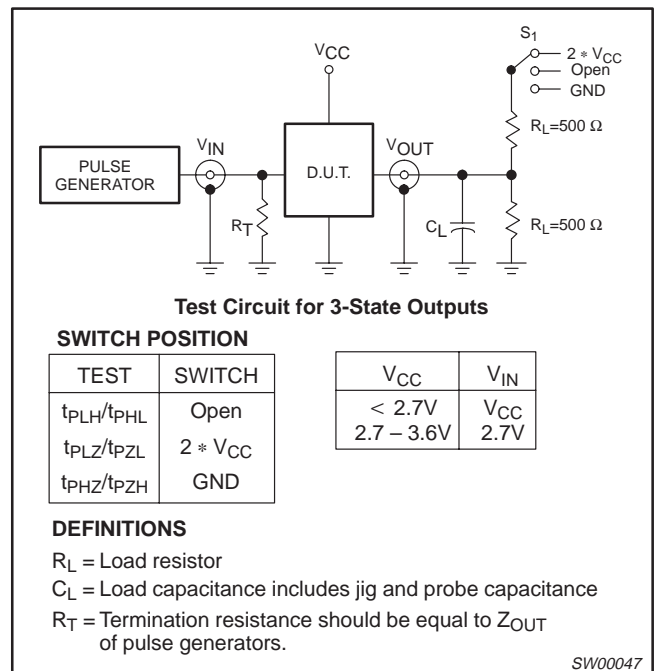 S1
2 * VCC
Open
GND
VCC
RL=500 Ω
VIN
VOUT
PULSE
GENERATOR
D.U.T.
RT
CL
RL=500 Ω
Test Circuit for 3-State Outputs
SWITCH POSITION
TEST SWITCH
tPLH/tPHL Open
tPLZ/tPZL 2 * VCC
tPHZ/tPZH GND
VCC VIN
< 2.7V VCC
2.7 – 3.6V 2.7V
DEFINITIONS
RL = Load resistor
CL = Load capacitance includes jig and probe capacitance
RT = Termination resistance should be equal to ZOUT
of pulse generators.
SW00047